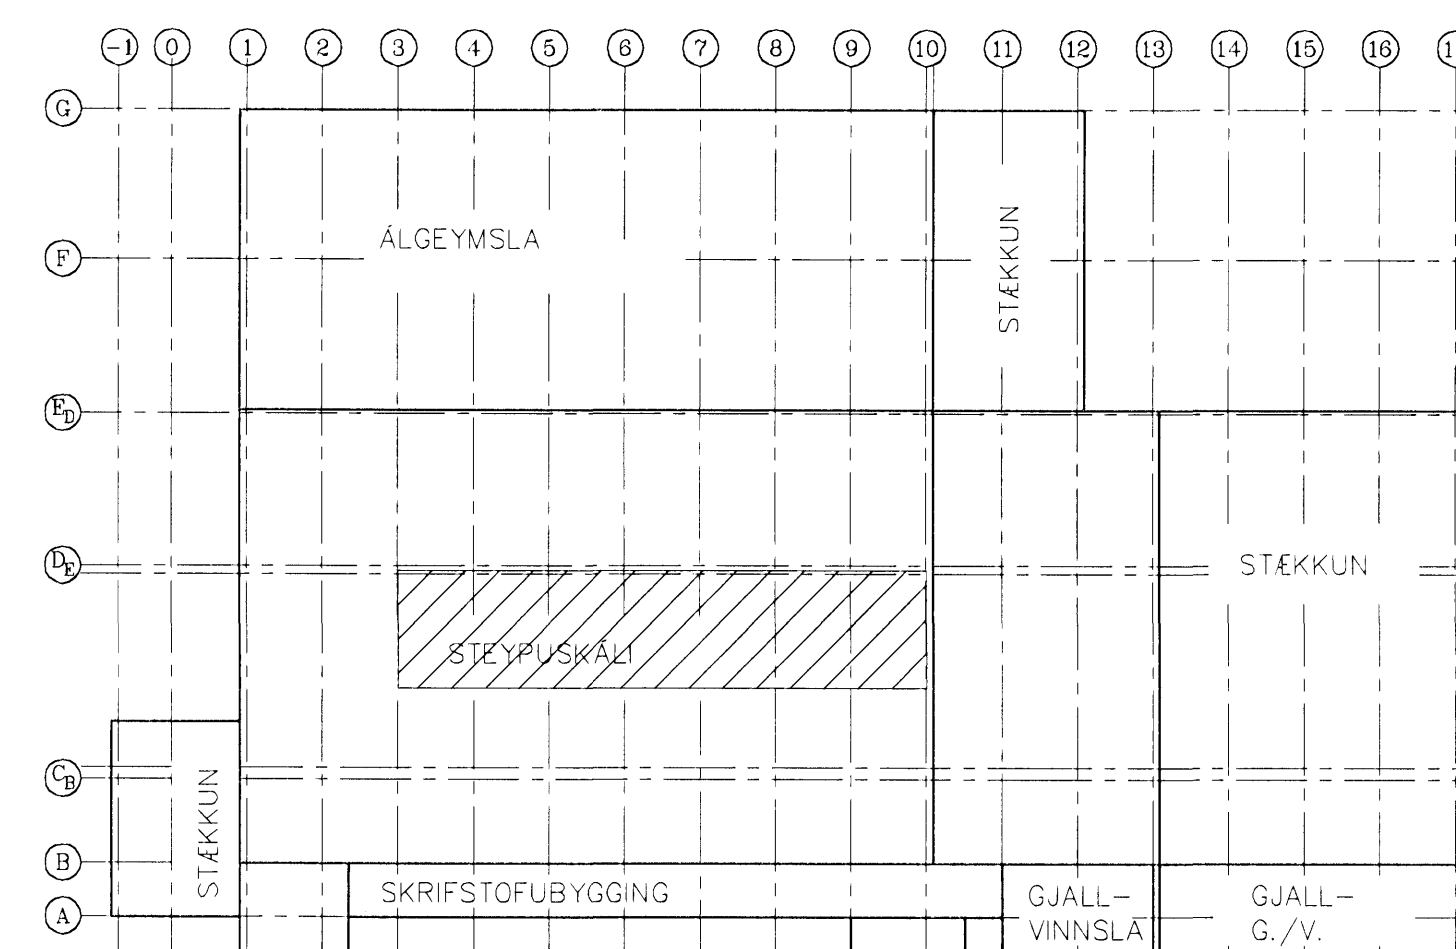 -1 0 1 2 3 4 5 6 7 8 9 10 11 12 13 14 15 16
G
ÁLGEYMSLA
STÆKKUN
F
E D
D E
STÆKKUN
STEYPUSKÁLI
C B
STÆKKUN
B
SKRIFSTOFUBYGGING
GJALL-
VINNSLA
GJALL-
G./V.
A